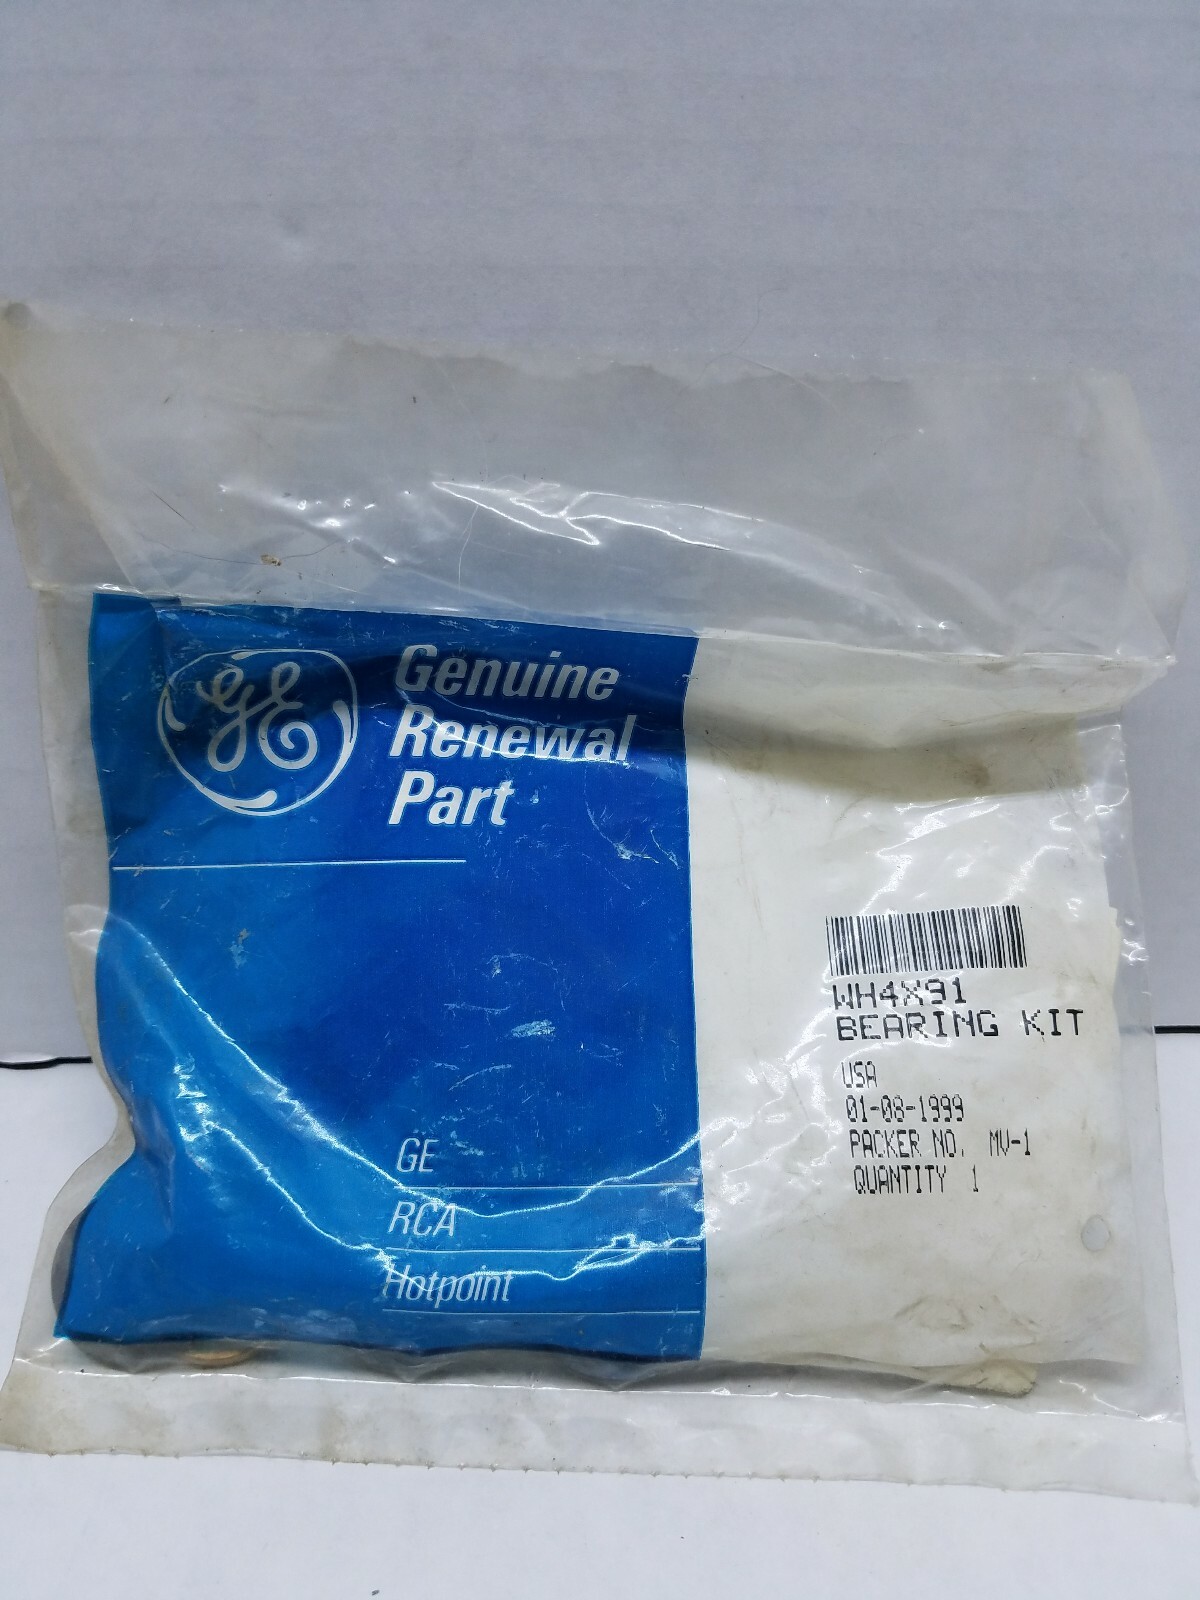 GE
Genuine
Renewal
Part
GE
RCA
Hotpoint
WH4X91
BEARING KIT
USA
01-08-1999
PACKER NO. MV-1
QUANTITY 1